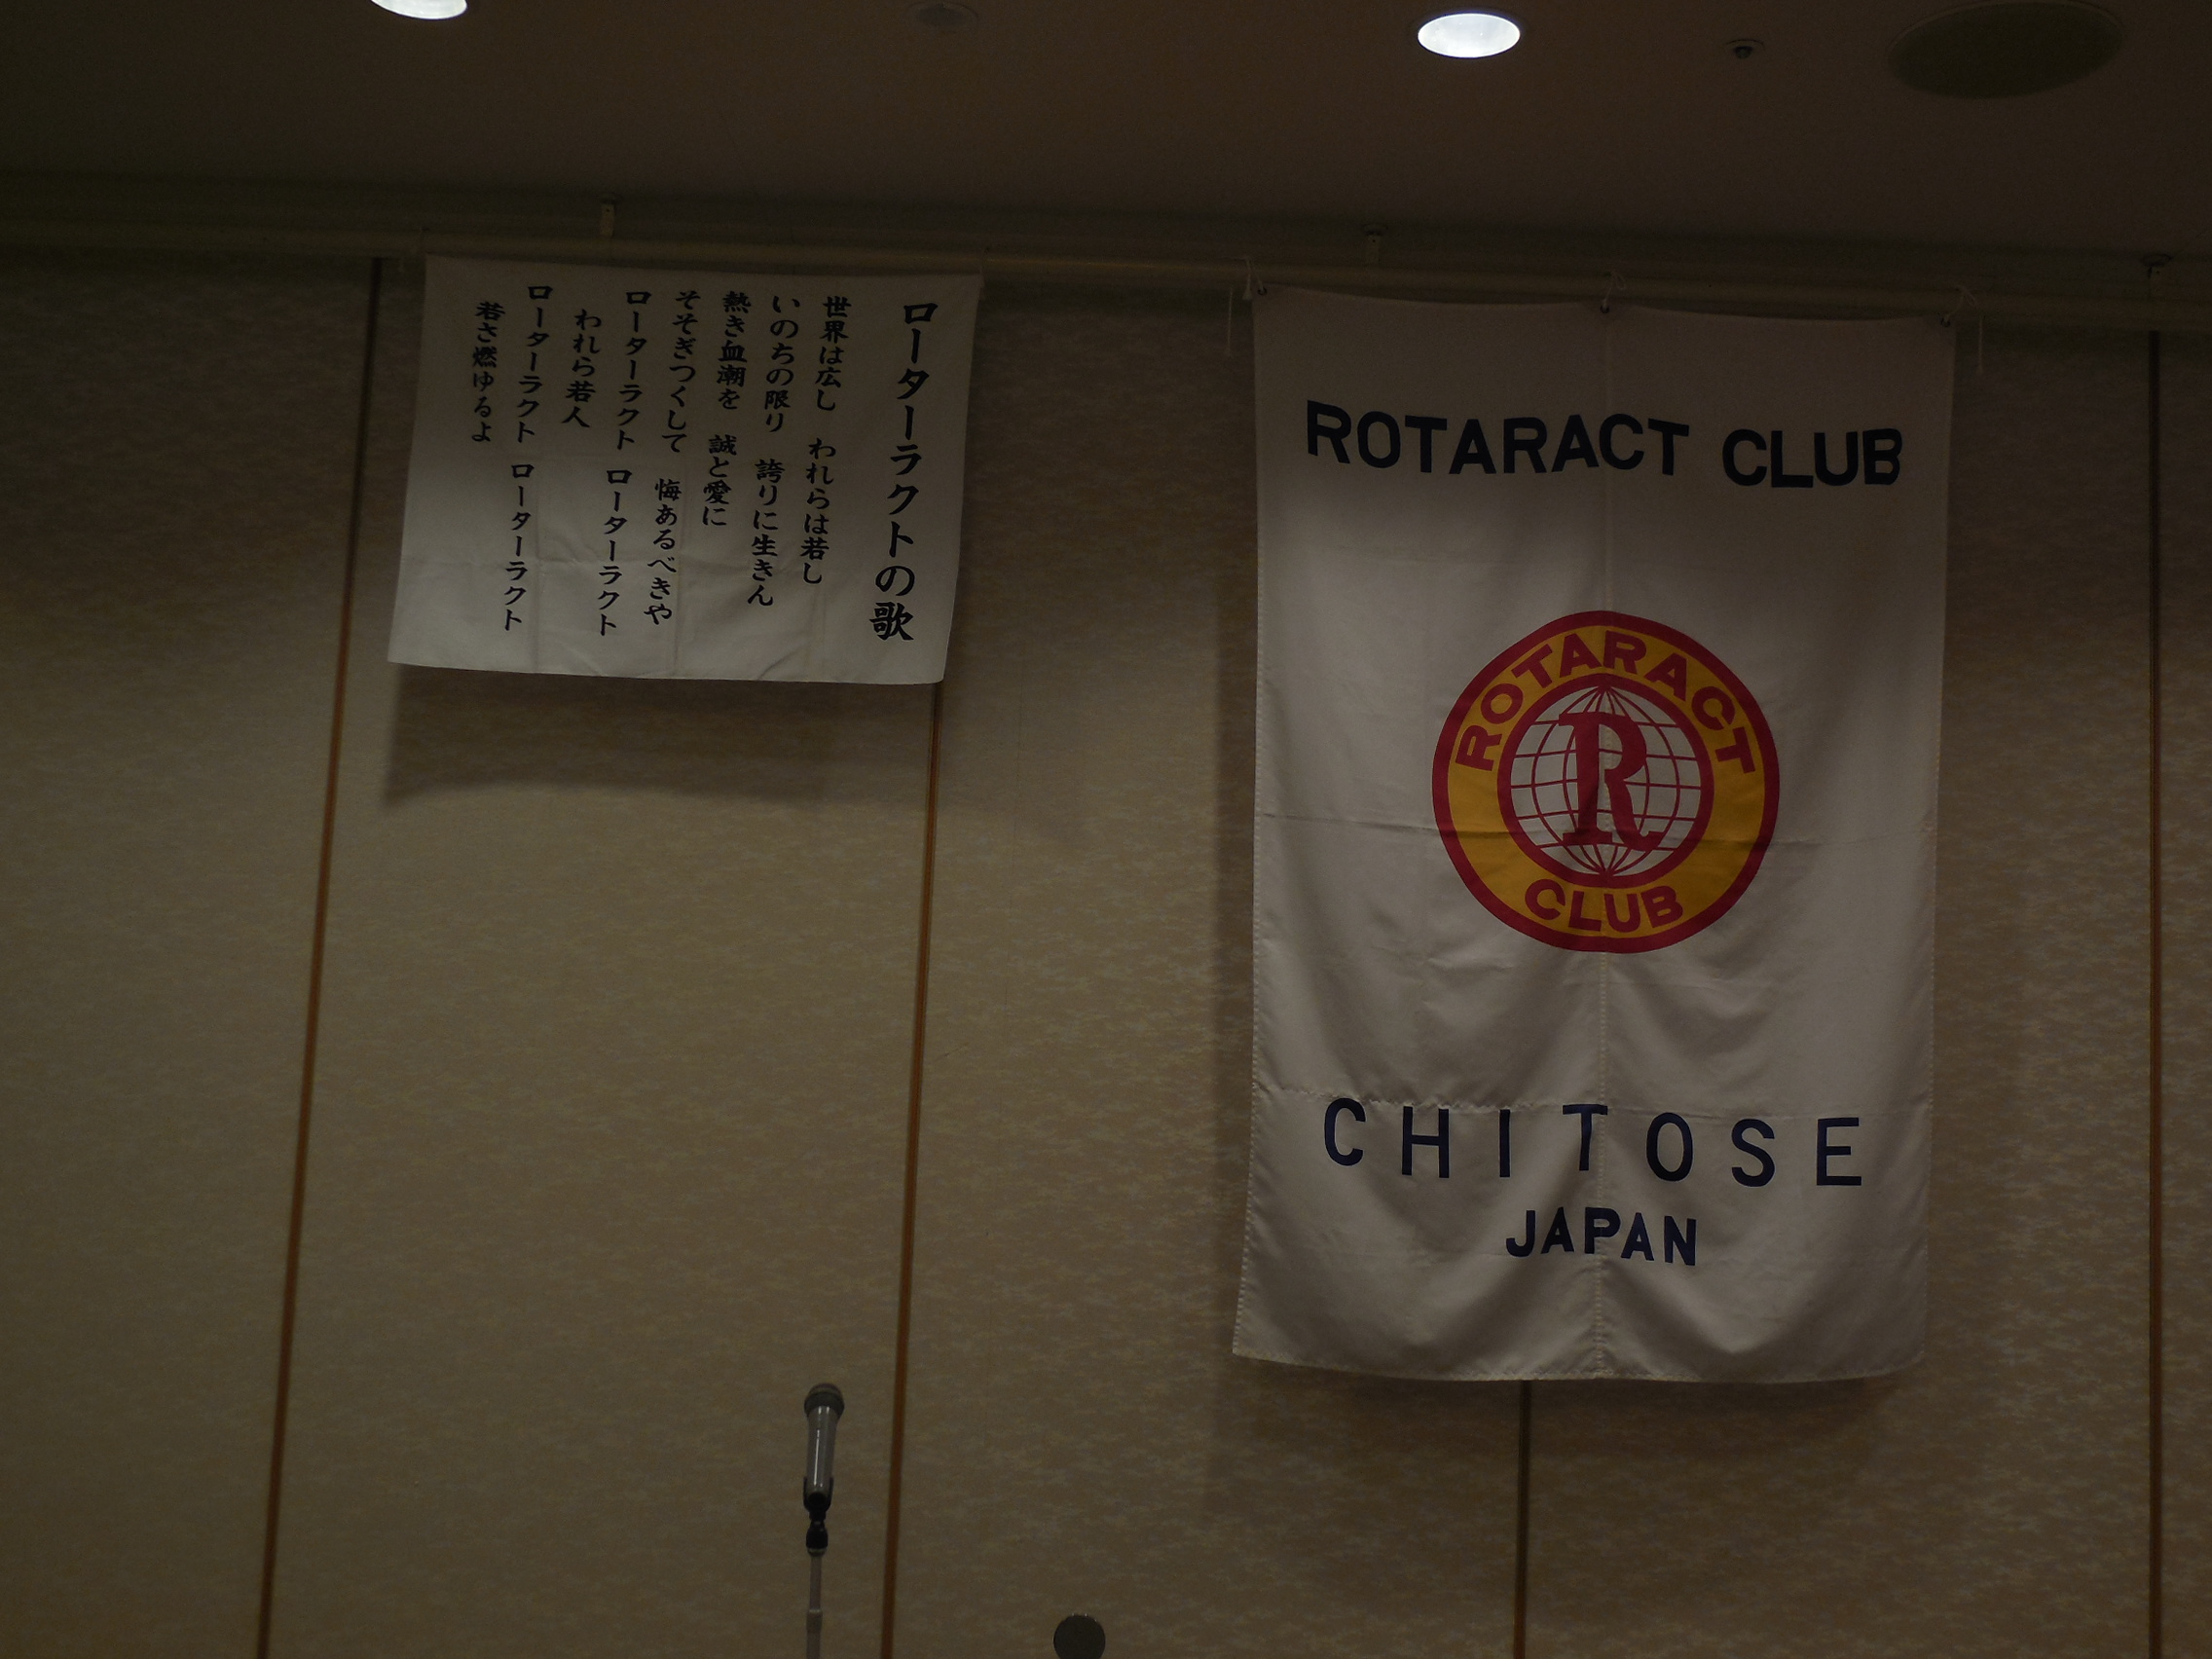 ローターラクトの歌
世界は広し　われらは若し
いのちの限り　誇りに生きん
熱き血潮を　誠と愛に
そそぎつくして　悔あるべきや
ローターラクト　ローターラクト
われら若人
ローターラクト　ローターラクト
若さ燃ゆるよ
ROTARACT CLUB
ROTARACT
R
CLUB
CHITOSE
JAPAN